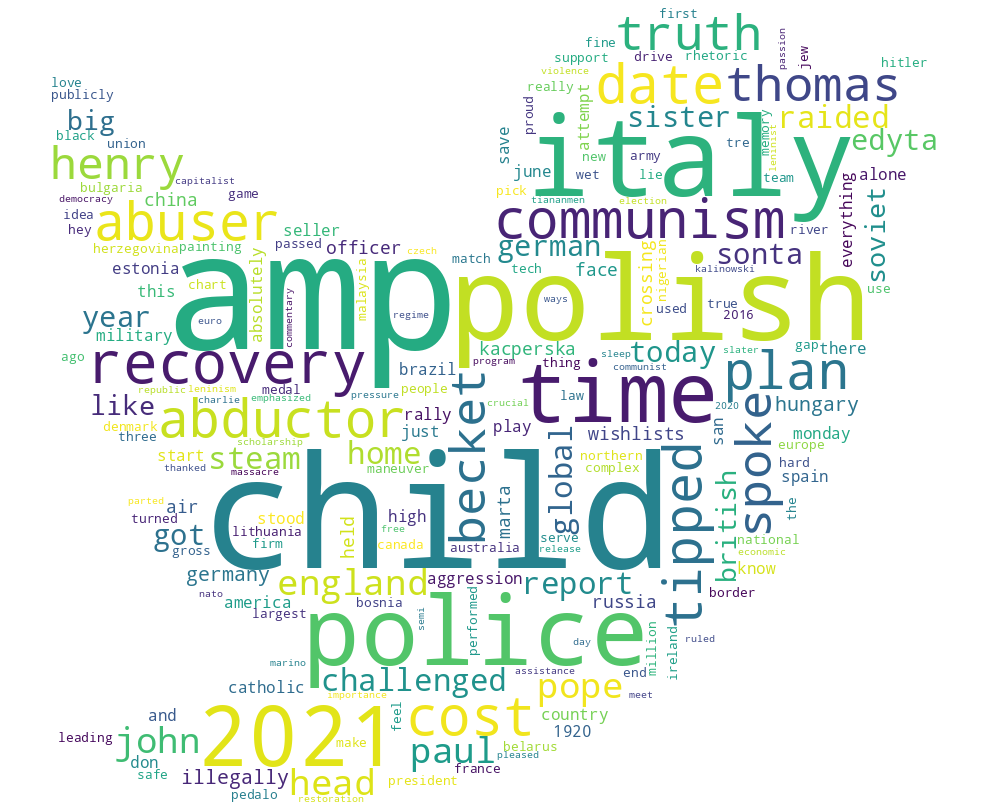 first
truth
fine
support
drive
rhetoric
passion
jew
hitler
love
publicly
violence
really
date
thomas
big
black
union
proud
attempt
sister
memory
leninist
raided
save
new
army
tre
edyta
henry
capitalist
italy
june
wet
lie
team
alone
bulgaria
democracy
china
game
pick
tiananmen
election
idea
hey
abuser
seller
communism
river
everything
soviet
herzegovina
painting
passed
officer
czech
german
crossing
nigerian
sonta
estonia
absolutely
match
tech
face
kalinowski
this
chart
commentary
malaysia
amp
polish
ways
used
true
2016
use
year
euro
regime
military
ago
recovery
kacperska
sleep
today
slater
gap
there
brazil
program
thing
communist
republic
leninism
medal
pressure
people
time
plan
like
charlie
emphasized
crucial
law
2020
hungary
denmark
abductor
rally
becket
play
wishlists
san
spoke
three
scholarship
just
monday
start
steam
home
global
northern
europe
thanked
massacre
maneuver
complex
tipped
hard
spain
parted
child
marta
air
turned
stood
held
high
free
serve
british
the
got
lithuania
firm
canada
australia
release
national
gross
economic
germany
england
aggression
report
know
nato
america
bosnia
russia
border
largest
semi
police
performed
day
million
ireland
ruled
marino
challenged
assistance
end
catholic
importance
pope
meet
and
2021
feel
cost
country
1920
leading
john
make
paul
belarus
pleased
don
safe
illegally
head
france
president
pedalo
restoration